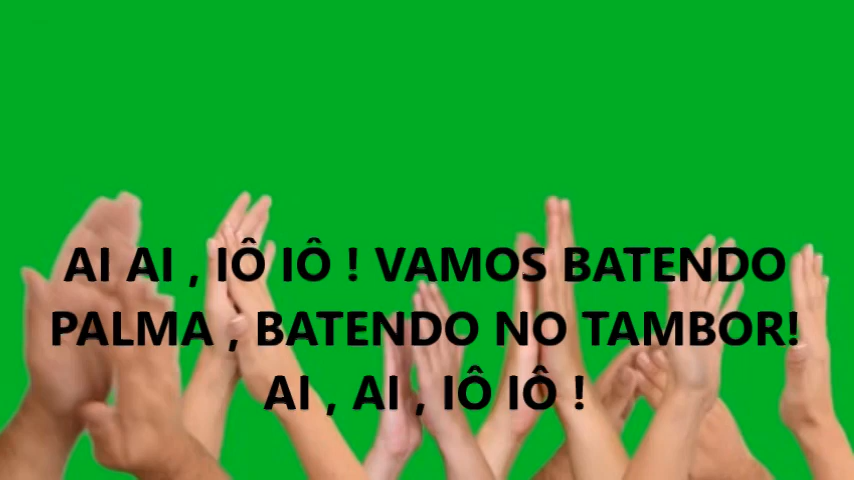 AI AI , IÔ IÔ ! VAMOS BATENDO
PALMA , BATENDO NO TAMBOR!
AI , AI , IÔ IÔ !